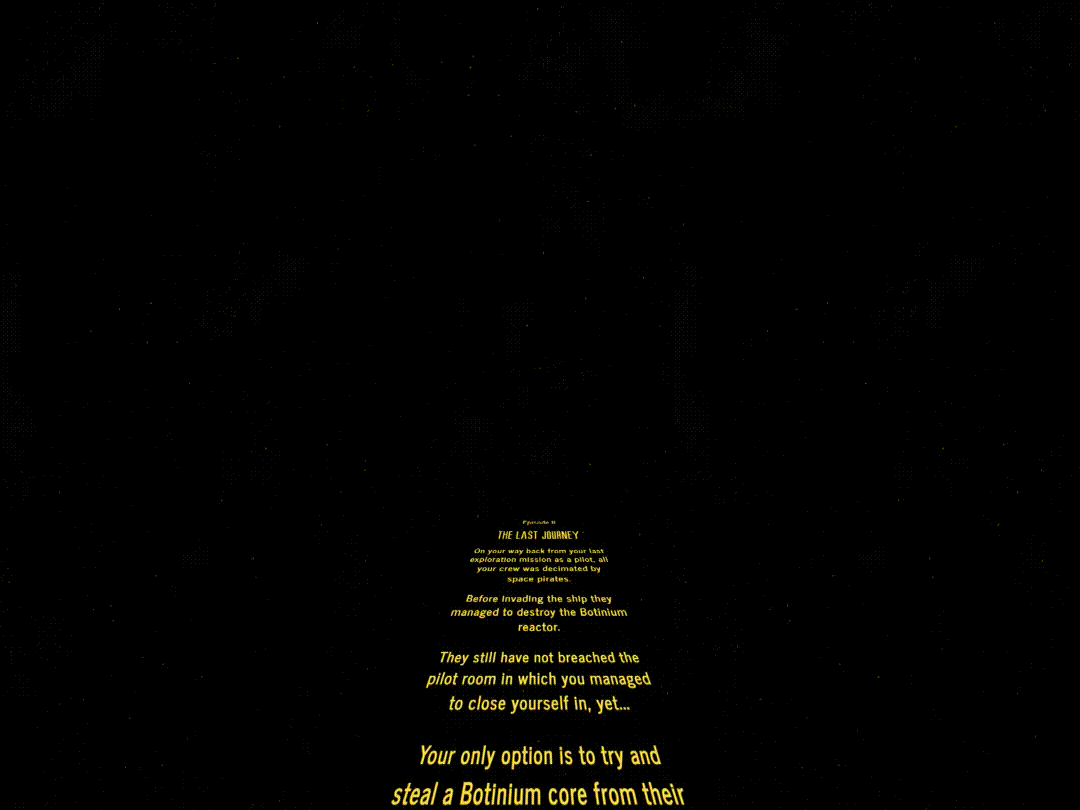 Episode II
THE LAST JOURNEY
On your way back from your last
exploration mission as a pilot, all
your crew was decimated by
space pirates.
Before invading the ship they
managed to destroy the Botinium
reactor.
They still have not breached the
pilot room in which you managed
to close yourself in, yet...
Your only option is to try and
steal a Botinium core from their